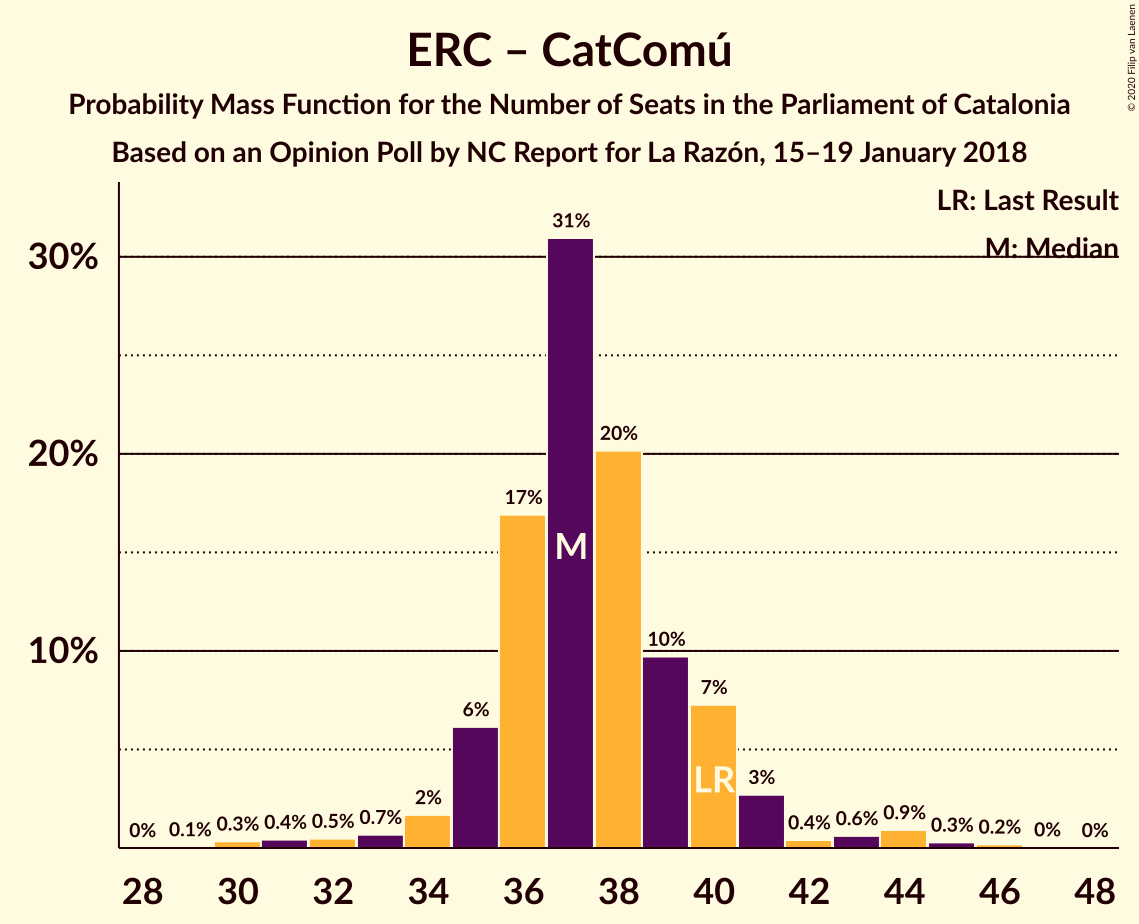 ERC – CatComú
Probability Mass Function for the Number of Seats in the Parliament of Catalonia
Based on an Opinion Poll by NC Report for La Razón, 15–19 January 2018
© 2020 Filip van Laenen
LR: Last Result
M: Median
30%
20%
10%
0%
0.1%
0.3%
0.4%
0.5%
0.7%
2%
6%
17%
31%
20%
10%
7%
3%
0.4%
0.6%
0.9%
0.3%
0.2%
0%
0%
M
LR
28 30 32 34 36 38 40 42 44 46 48